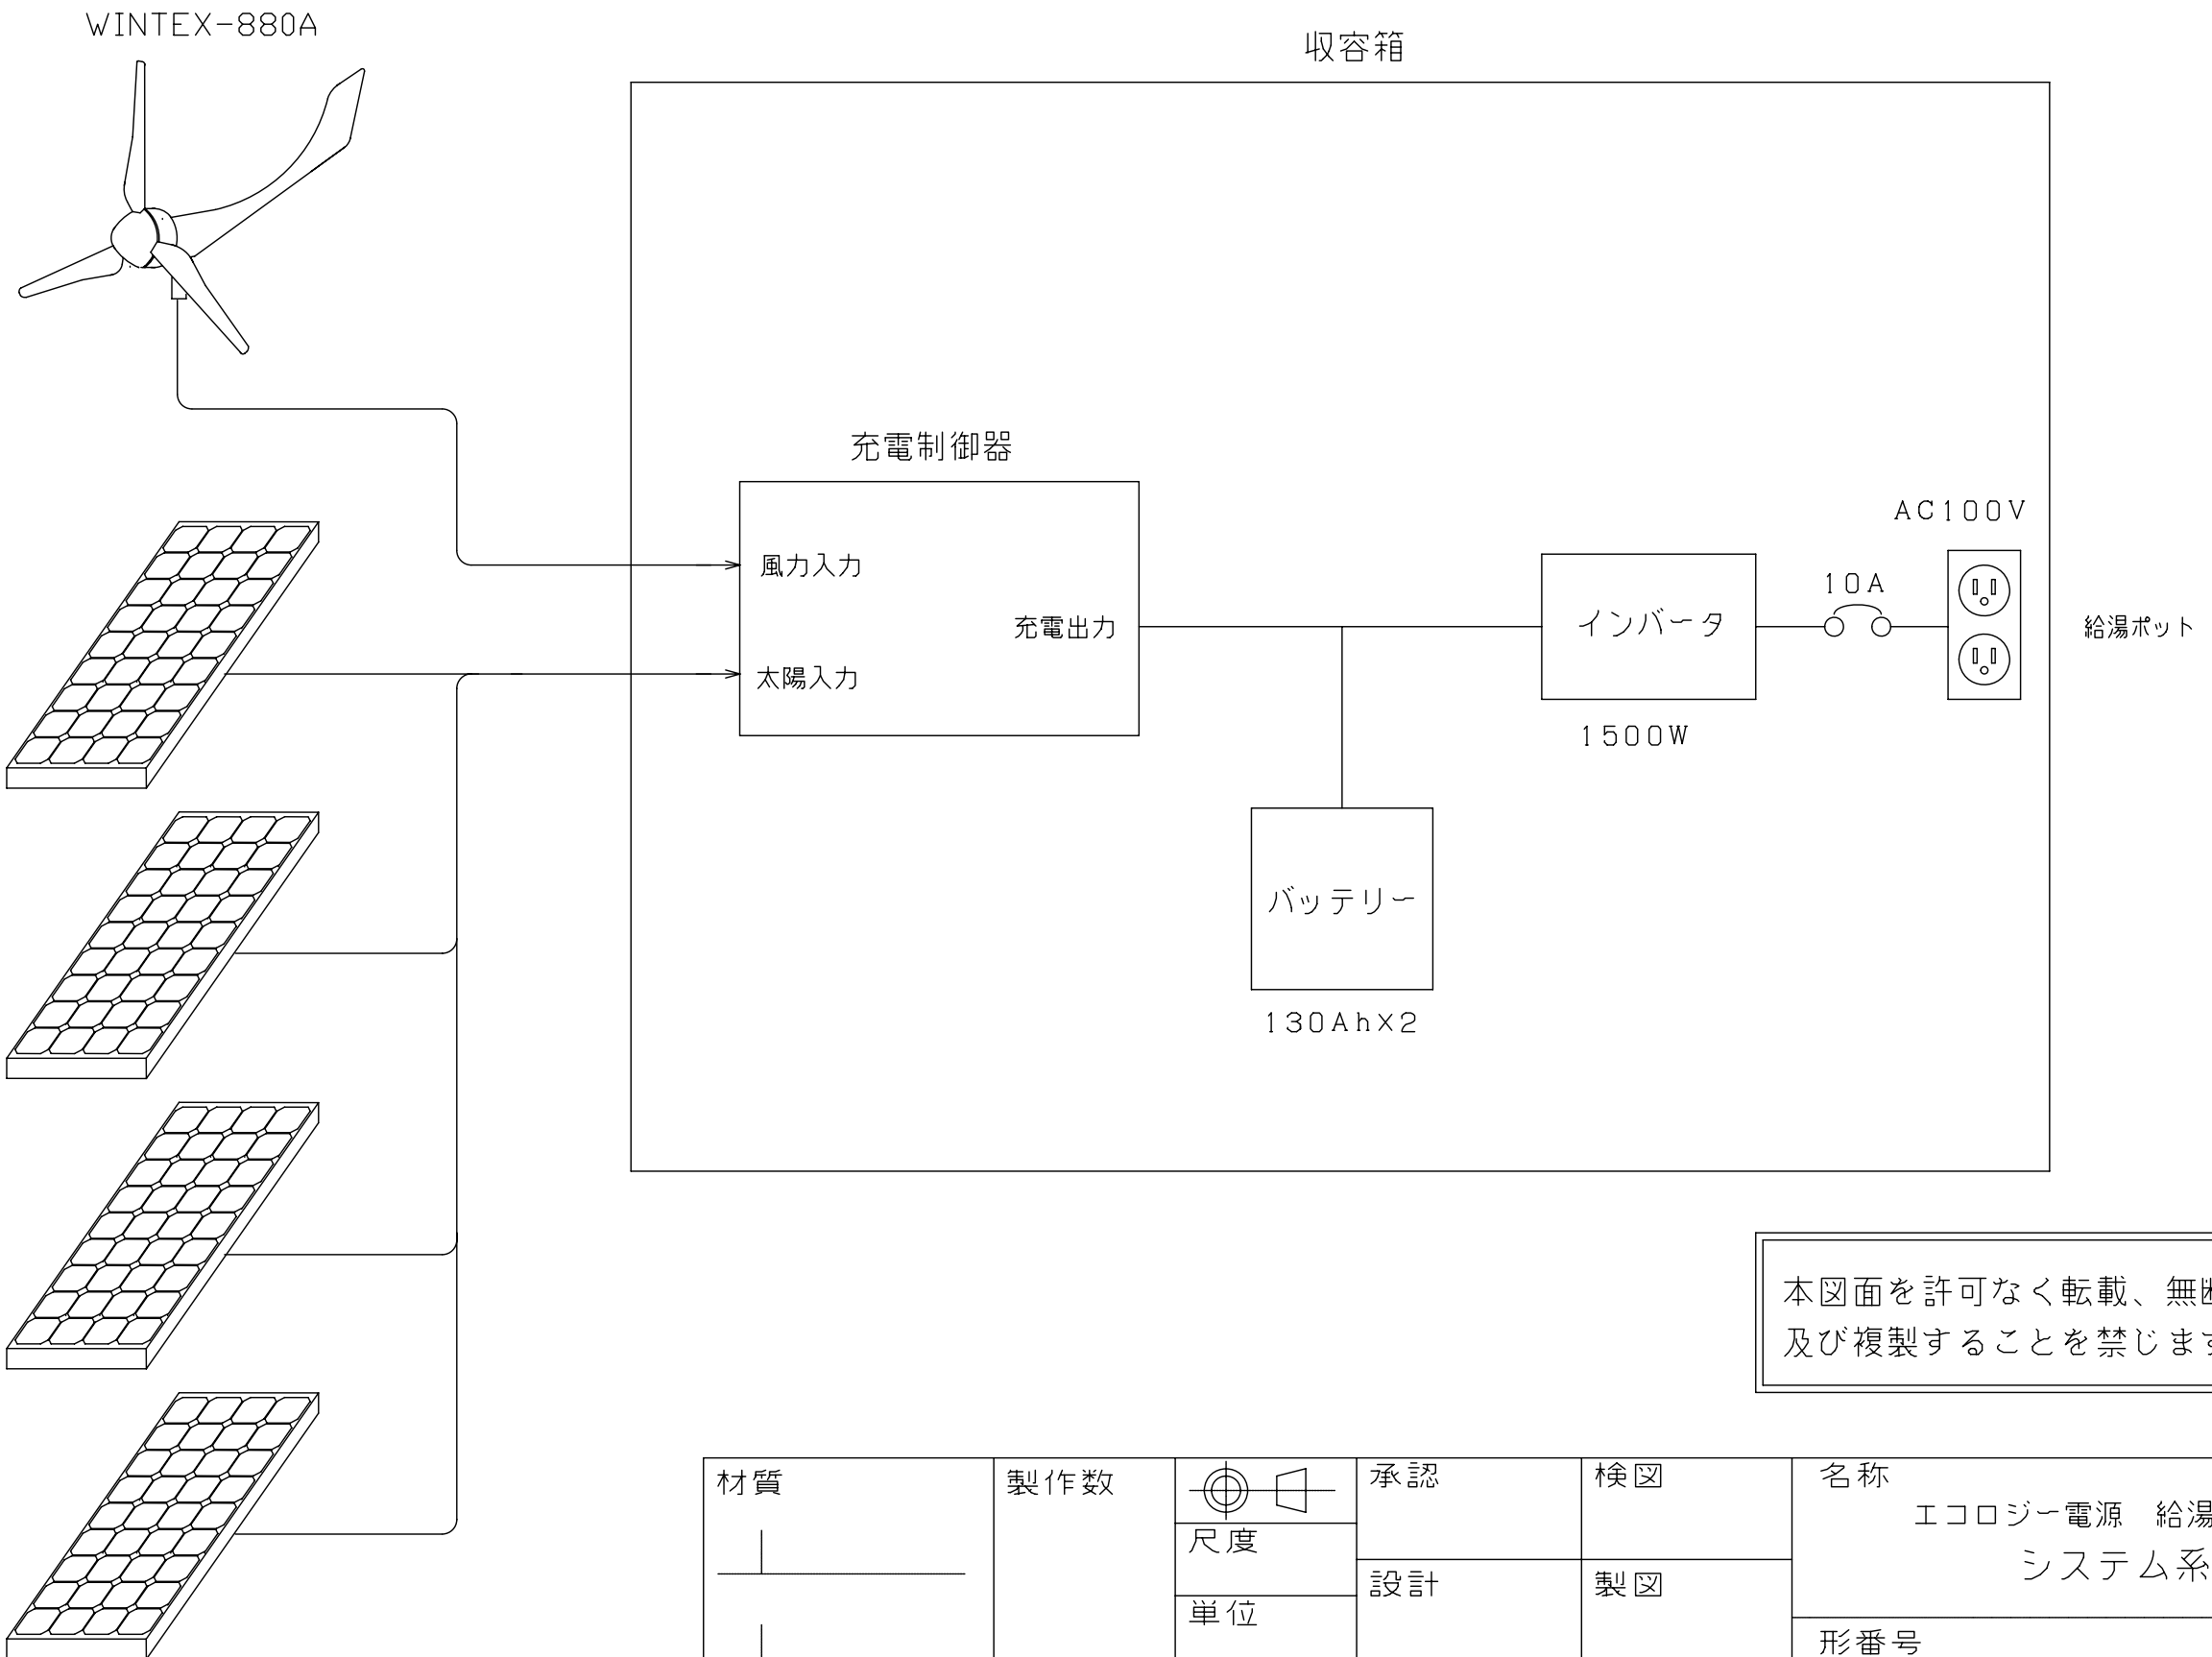 WINTEX-880A
収容箱
充電制御器
風力入力
充電出力
太陽入力
インバータ
1500W
10A
AC100V
給湯ポット
バッテリー
130Ah×2
本図面を許可なく転載、無
及び複製することを禁じます
材質
製作数
尺度
単位
承認
検図
設計
製図
名称
エコロジー電源 給湯
システム系
形番号